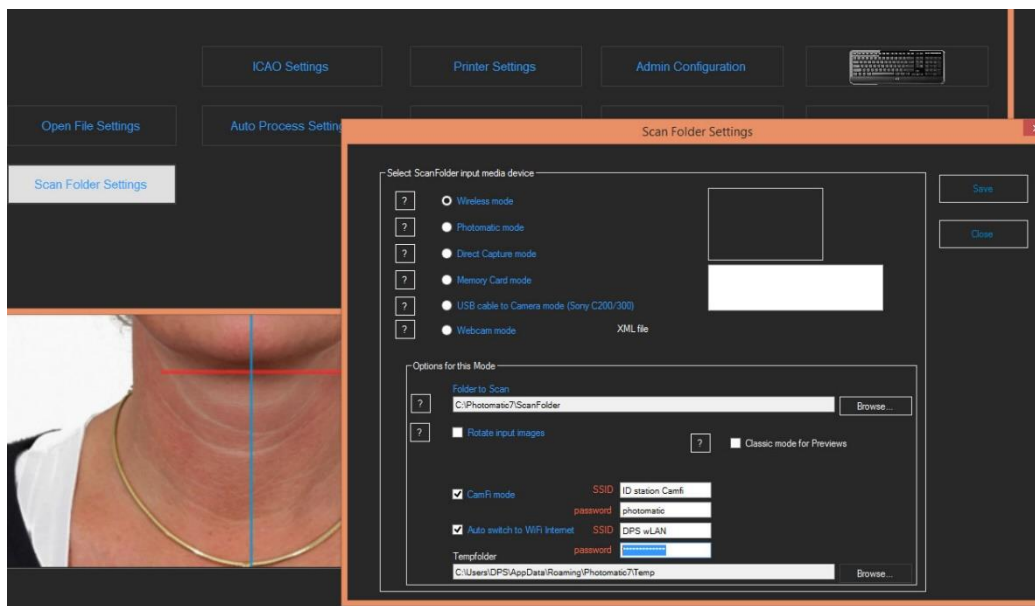 ICAO Settings
Printer Settings
Admin Configuration
Open File Settings
Auto Process Setting
Scan Folder Settings
Scan Folder Settings
Select ScanFolder input media device
Save
? Wireless mode
? Photomatic mode
Close
? Direct Capture mode
? Memory Card mode
? USB cable to Camera mode (Sony C200/300)
? Webcam mode
XML file
Options for this Mode
Folder to Scan
? C:\Photomatic7\ScanFolder
Browse...
? Rotate input images
? Classic mode for Previews
CamFi mode SSID ID station Camfi
password photomatic
Auto switch to WiFi Internet SSID DPS wLAN
password
Tempfolder
C:\Users\DPS\AppData\Roaming\Photomatic7\Temp
Browse...